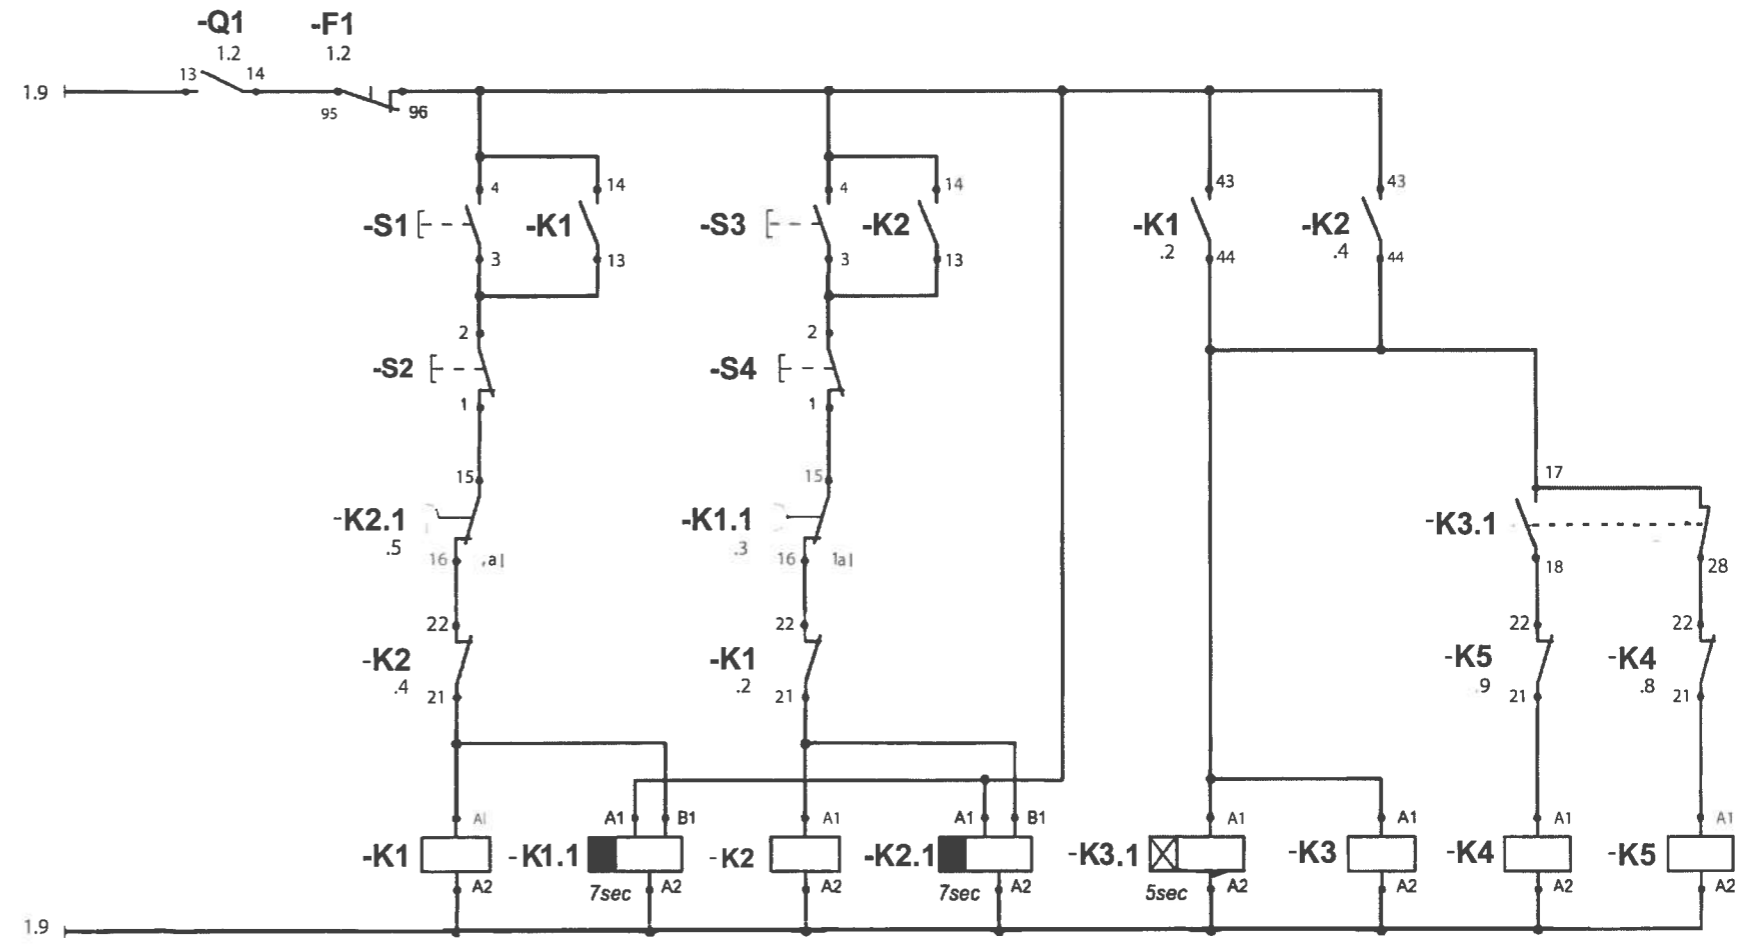 -Q1 -F1
1.2 1.2
13 14
1.9
95 96
4 14 4 14 43 43
-S1 -K1 -S3 -K2 -K1 -K2
.2 .4
3 13 3 13 44 44
2 2
-S2 -S4
1 1
15 15 17
-K2.1 -K1.1 -K3.1
.5 .3
16 16 1a1 18 28
22 22 22 22
-K2 -K1 -K5 -K4
.4 .2 .9 .8
21 21 21 21
A1 A1 B1 A1 A1 B1 A1 A1 A1 A1
-K1 -K1.1 -K2 -K2.1 -K3.1 -K3 -K4 -K5
A2 A2 A2 A2 A2 A2 A2 A2
7sec 7sec 5sec
1.9